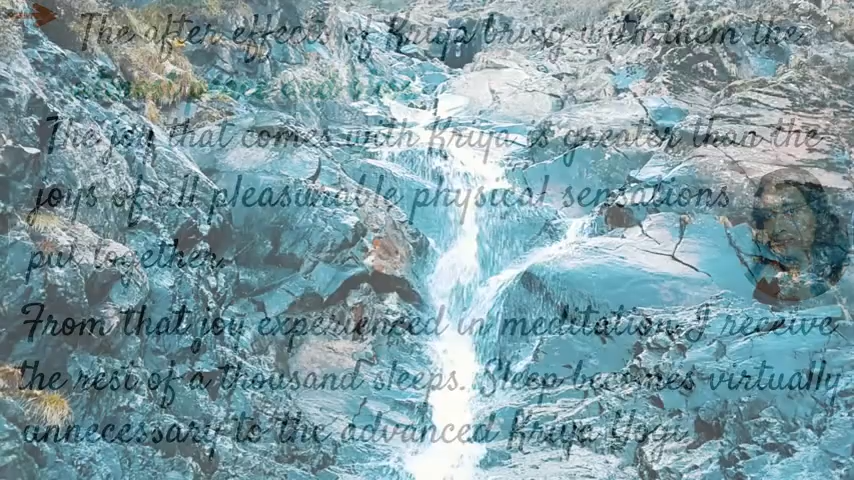 The after effects of Kriya bring with them the
The joy that comes with Kriya is greater than the
joys of all pleasurable physical sensations
put together.
From that joy experienced in meditation I receive
the rest of a thousand sleeps. Sleep becomes virtually
unnecessary to the advanced Kriya Yogi.